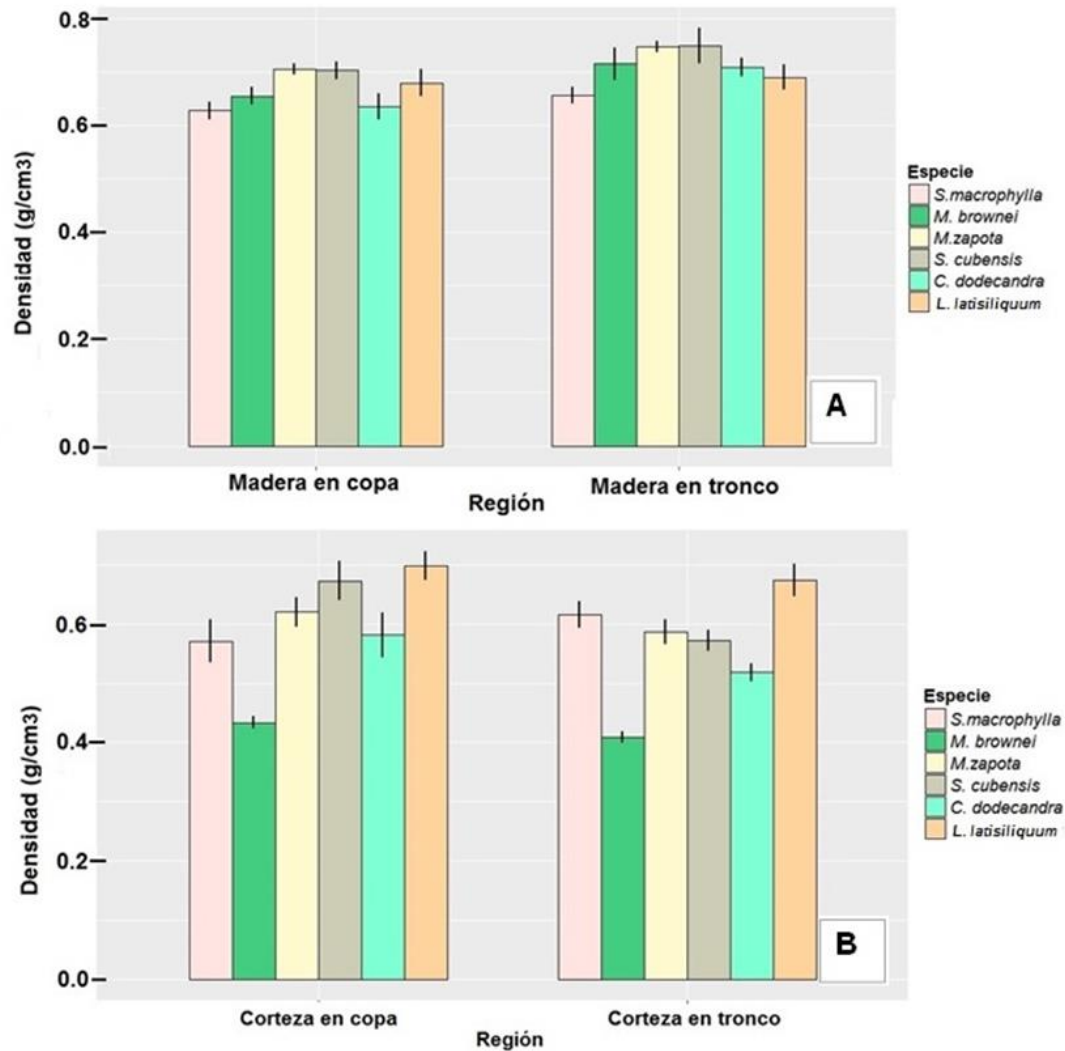 0.8
0.6
0.4
0.2
0.0
Densidad (g/cm3)
Madera en copa
Madera en tronco
Región
A
Especie
S.macrophylla
M. brownei
M.zapota
S. cubensis
C. dodecandra
L. latisiliquum
0.6
0.4
0.2
0.0
Densidad (g/cm3)
Corteza en copa
Corteza en tronco
Región
B
Especie
S.macrophylla
M. brownei
M.zapota
S. cubensis
C. dodecandra
L. latisiliquum